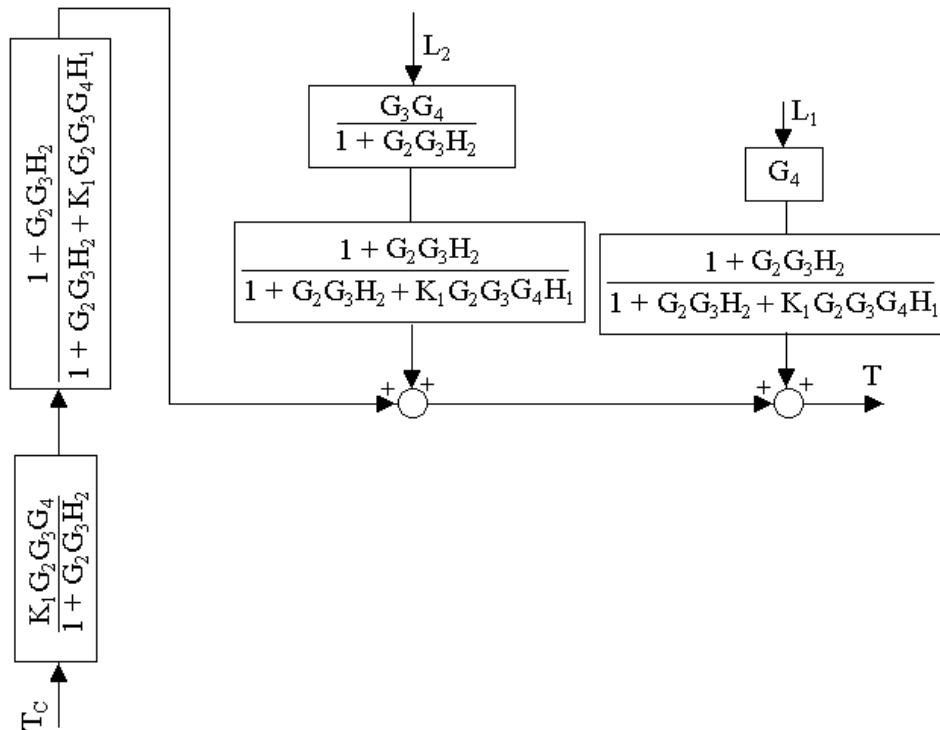 1 + G₂G₃H₂
1 + G₂G₃H₂ + K₁G₂G₃G₄H₁
K₁G₂G₃G₄
1 + G₂G₃H₂
T_C
L₂
G₃G₄
1 + G₂G₃H₂
1 + G₂G₃H₂
1 + G₂G₃H₂ + K₁G₂G₃G₄H₁
+ +
L₁
G₄
1 + G₂G₃H₂
1 + G₂G₃H₂ + K₁G₂G₃G₄H₁
+ +
T